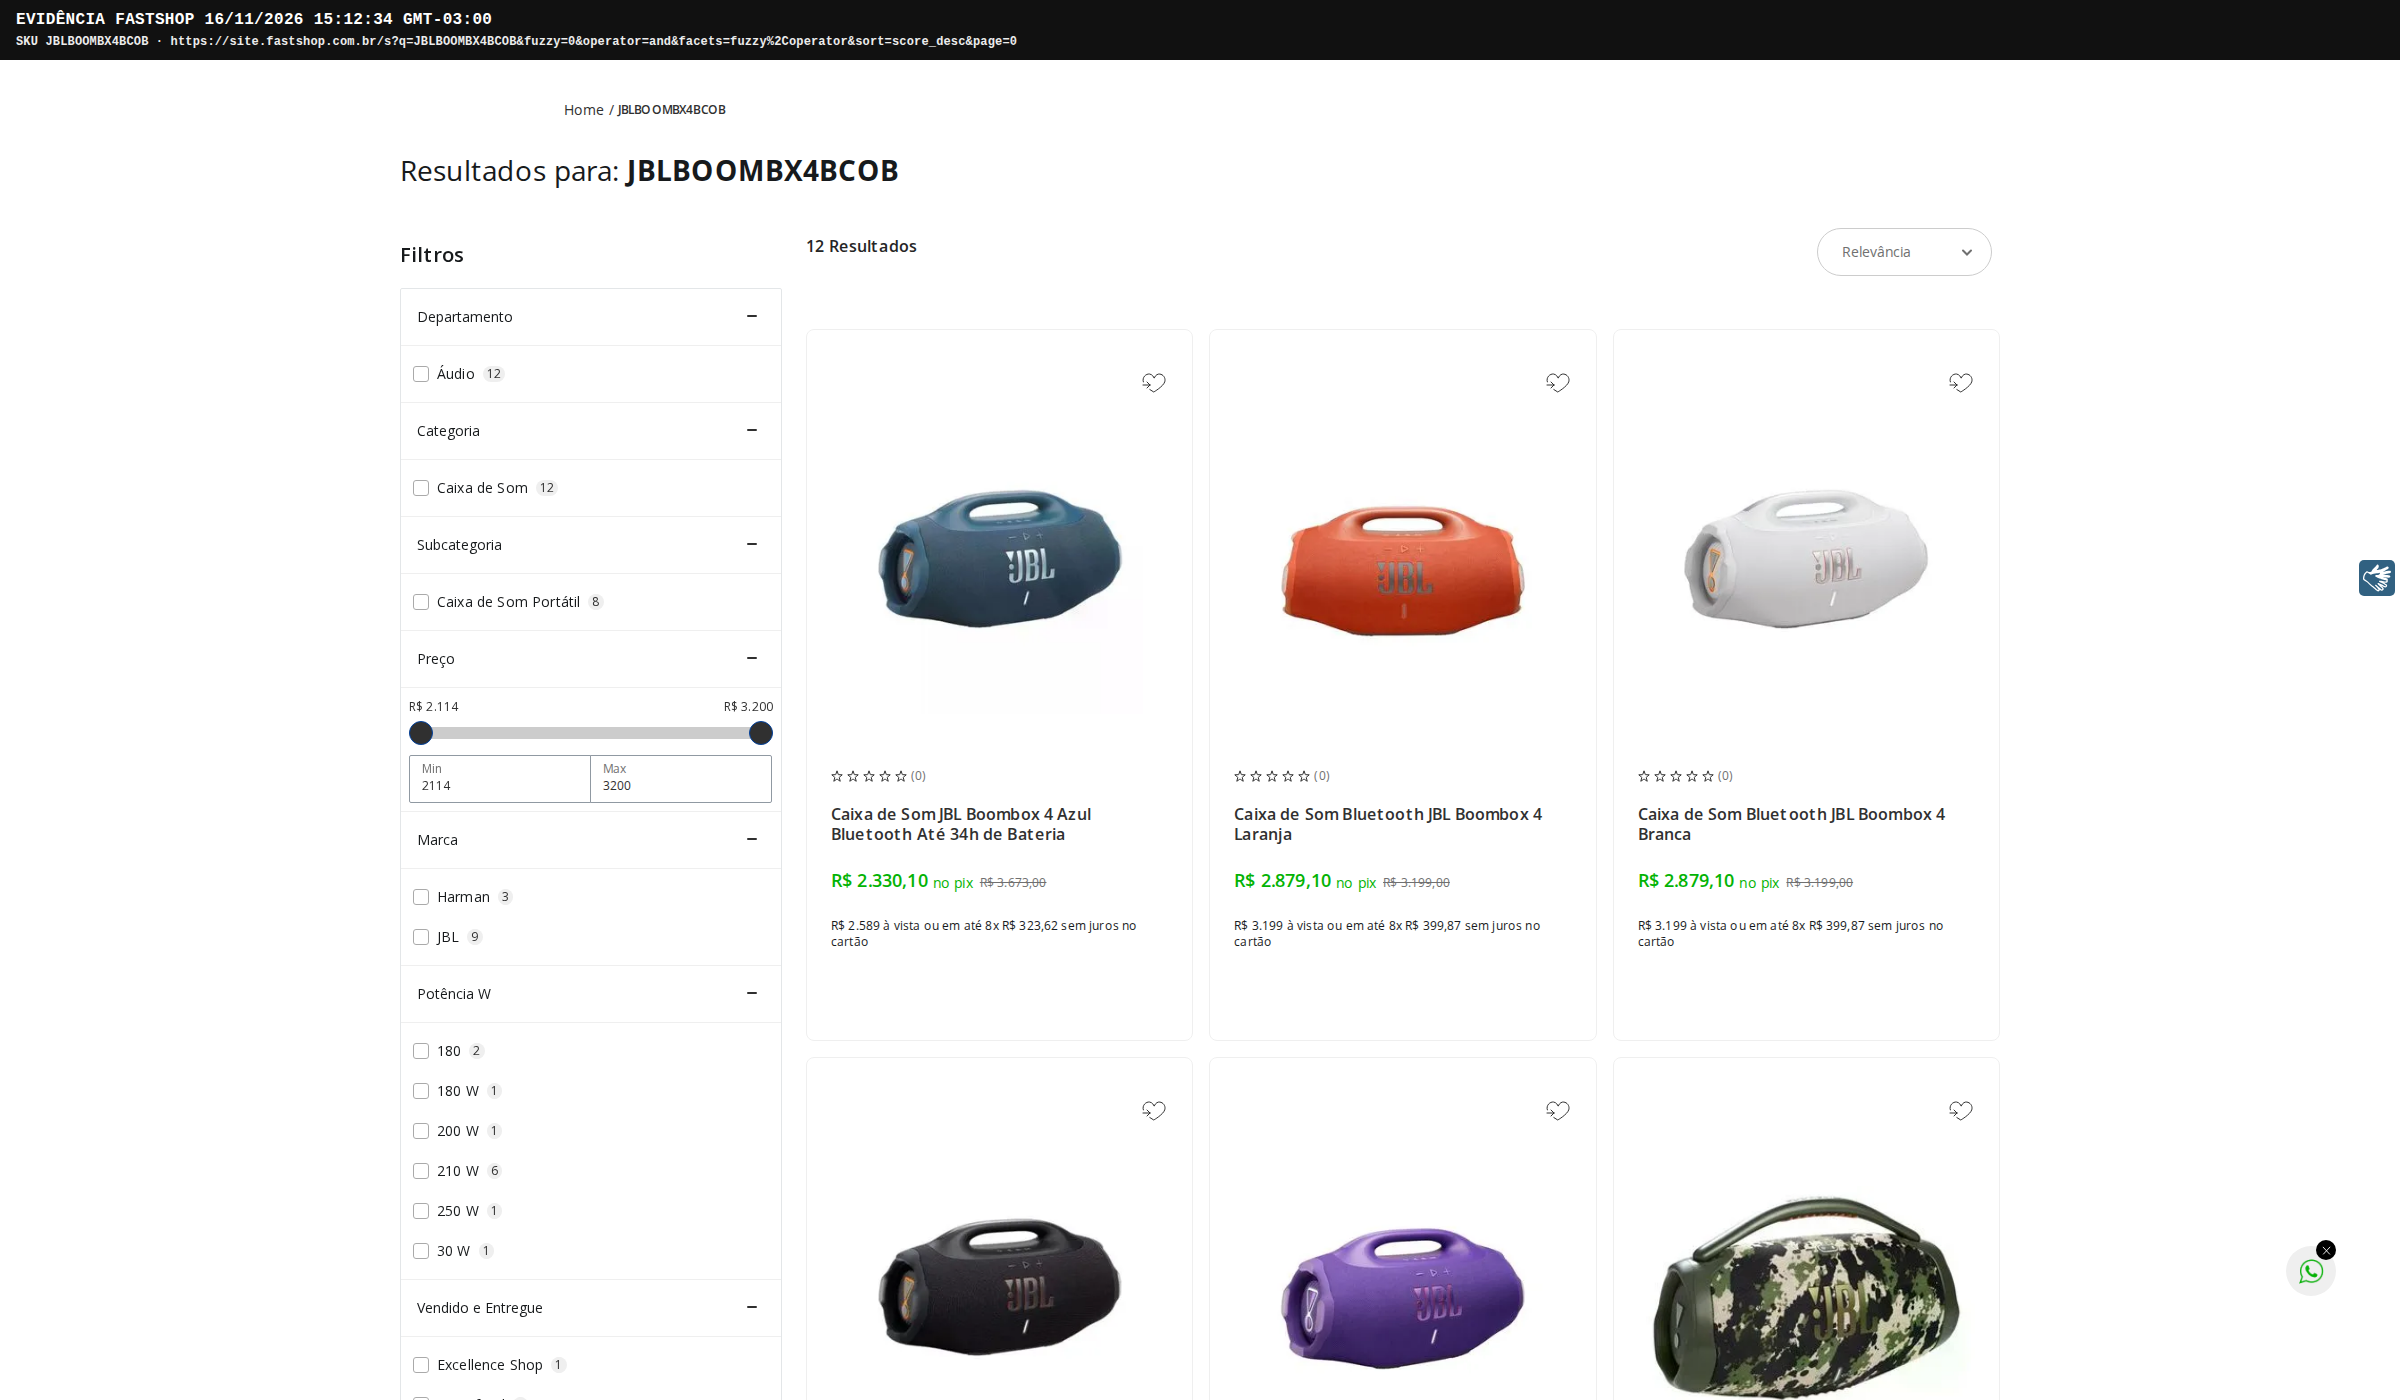 EVIDÊNCIA FASTSHOP 16/11/2026 15:12:34 GMT-03:00
SKU JBLBOOMBX4BCOB · https://site.fastshop.com.br/s?q=JBLBOOMBX4BCOB&fuzzy=0&operator=and&facets=fuzzy%2Coperator&sort=score_desc&page=0
Home / JBLBOOMBX4BCOB
Resultados para: JBLBOOMBX4BCOB
Filtros
12 Resultados
Relevância
Departamento
Áudio 12
Categoria
Caixa de Som 12
Subcategoria
Caixa de Som Portátil 8
Preço
R$ 2.114 R$ 3.200
Min
2114
Max
3200
Marca
Harman 3
JBL 9
Potência W
180 2
180 W 1
200 W 1
210 W 6
250 W 1
30 W 1
Vendido e Entregue
Excellence Shop 1
JBL
(0)
Caixa de Som JBL Boombox 4 Azul
Bluetooth Até 34h de Bateria
R$ 2.330,10 no pix R$ 3.673,00
R$ 2.589 à vista ou em até 8x R$ 323,62 sem juros no
cartão
JBL
(0)
Caixa de Som Bluetooth JBL Boombox 4
Laranja
R$ 2.879,10 no pix R$ 3.199,00
R$ 3.199 à vista ou em até 8x R$ 399,87 sem juros no
cartão
JBL
(0)
Caixa de Som Bluetooth JBL Boombox 4
Branca
R$ 2.879,10 no pix R$ 3.199,00
R$ 3.199 à vista ou em até 8x R$ 399,87 sem juros no
cartão
JBL
JBL
JBL